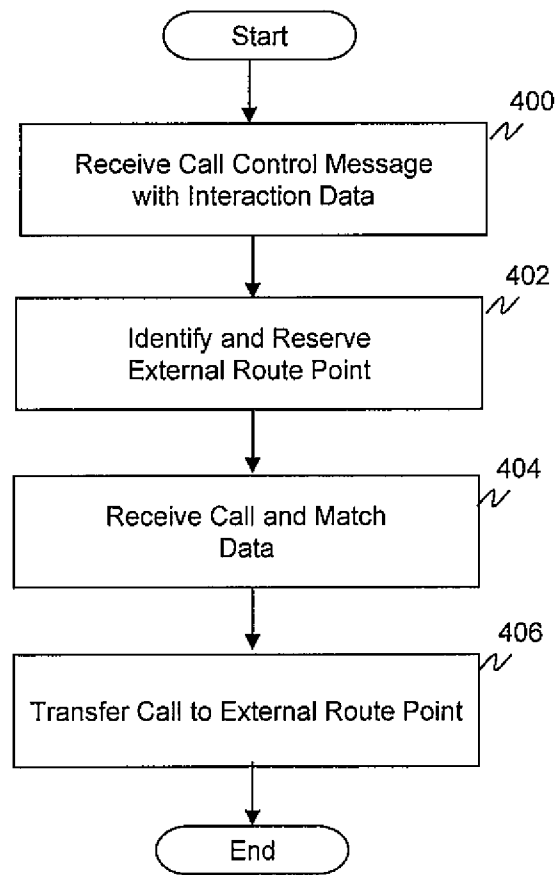 Start
400
Receive Call Control Message
with Interaction Data
402
Identify and Reserve
External Route Point
404
Receive Call and Match
Data
406
Transfer Call to External Route Point
End